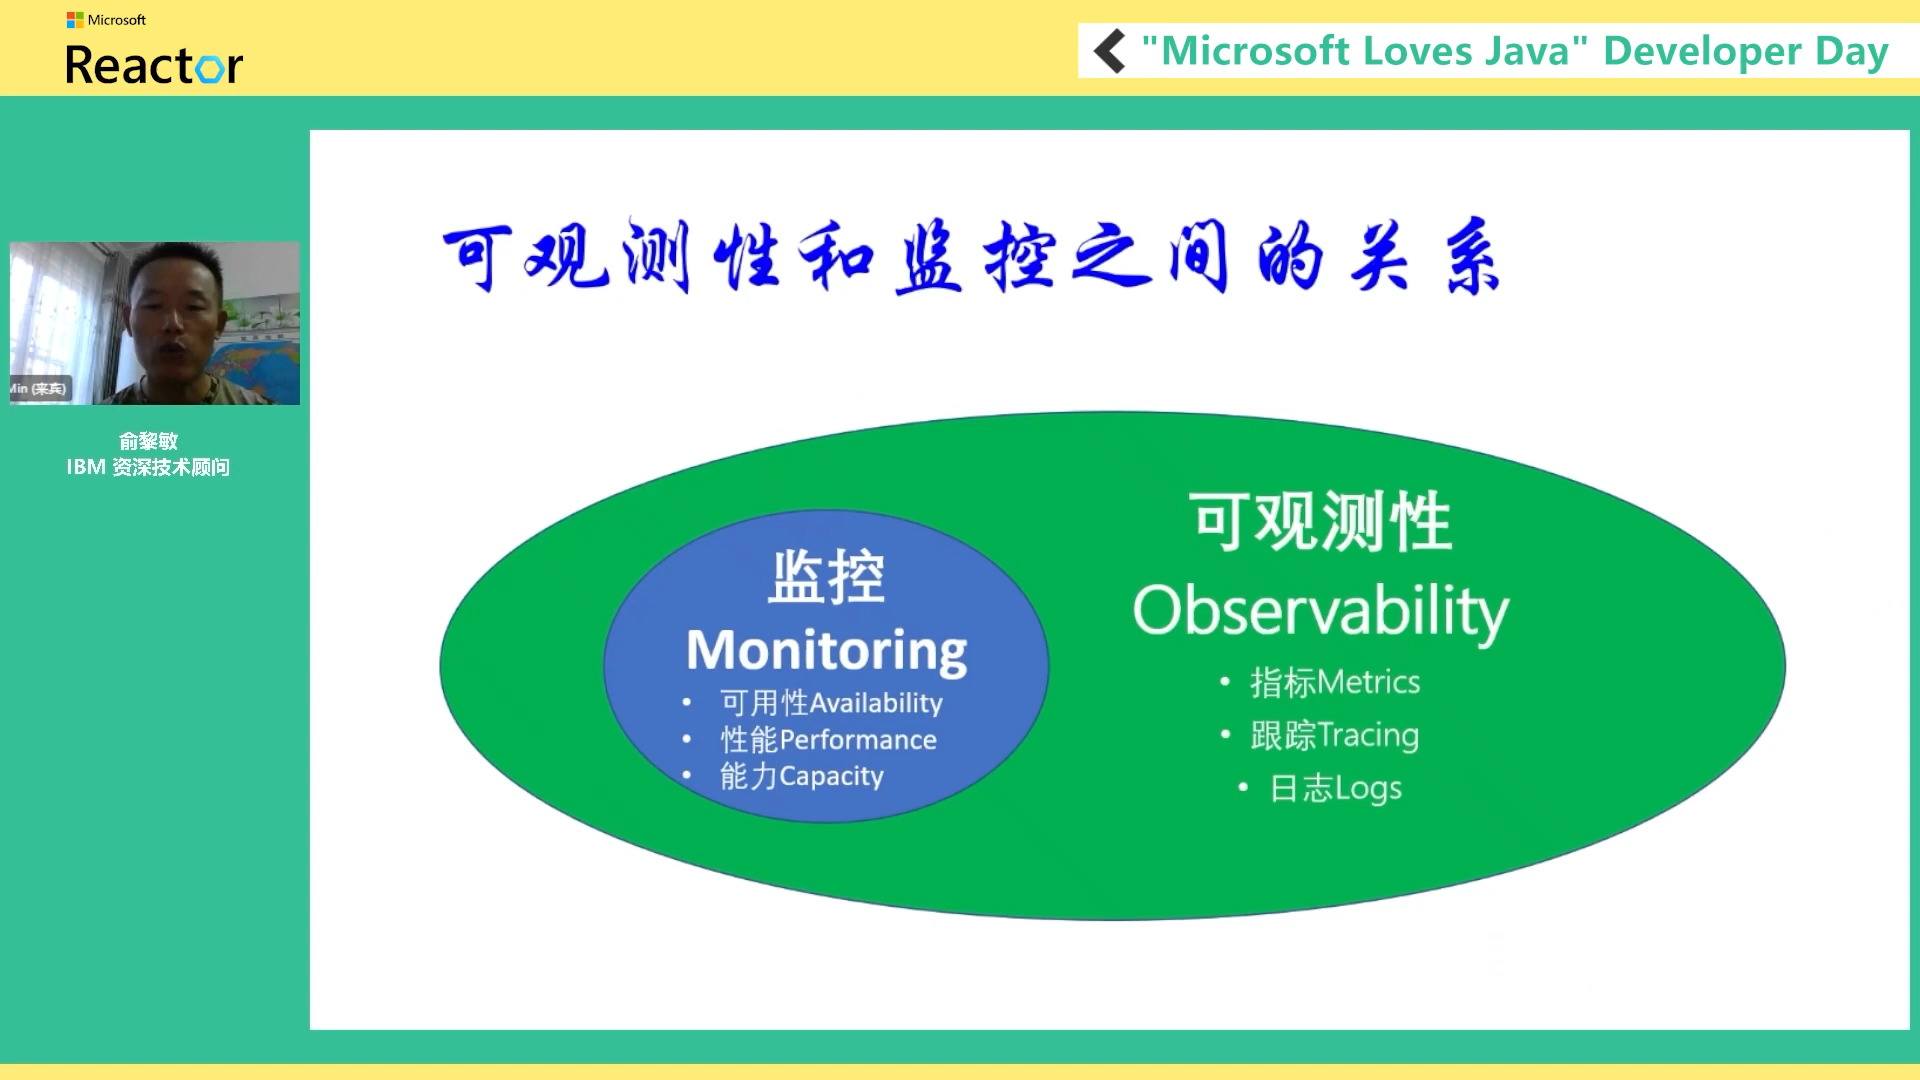 Microsoft
Reactor
"Microsoft Loves Java" Developer Day
可观测性和监控之间的关系
Min (来宾)
俞黎敏
IBM 资深技术顾问
监控
Monitoring
• 可用性Availability
• 性能Performance
• 能力Capacity
可观测性
Observability
• 指标Metrics
• 跟踪Tracing
• 日志Logs